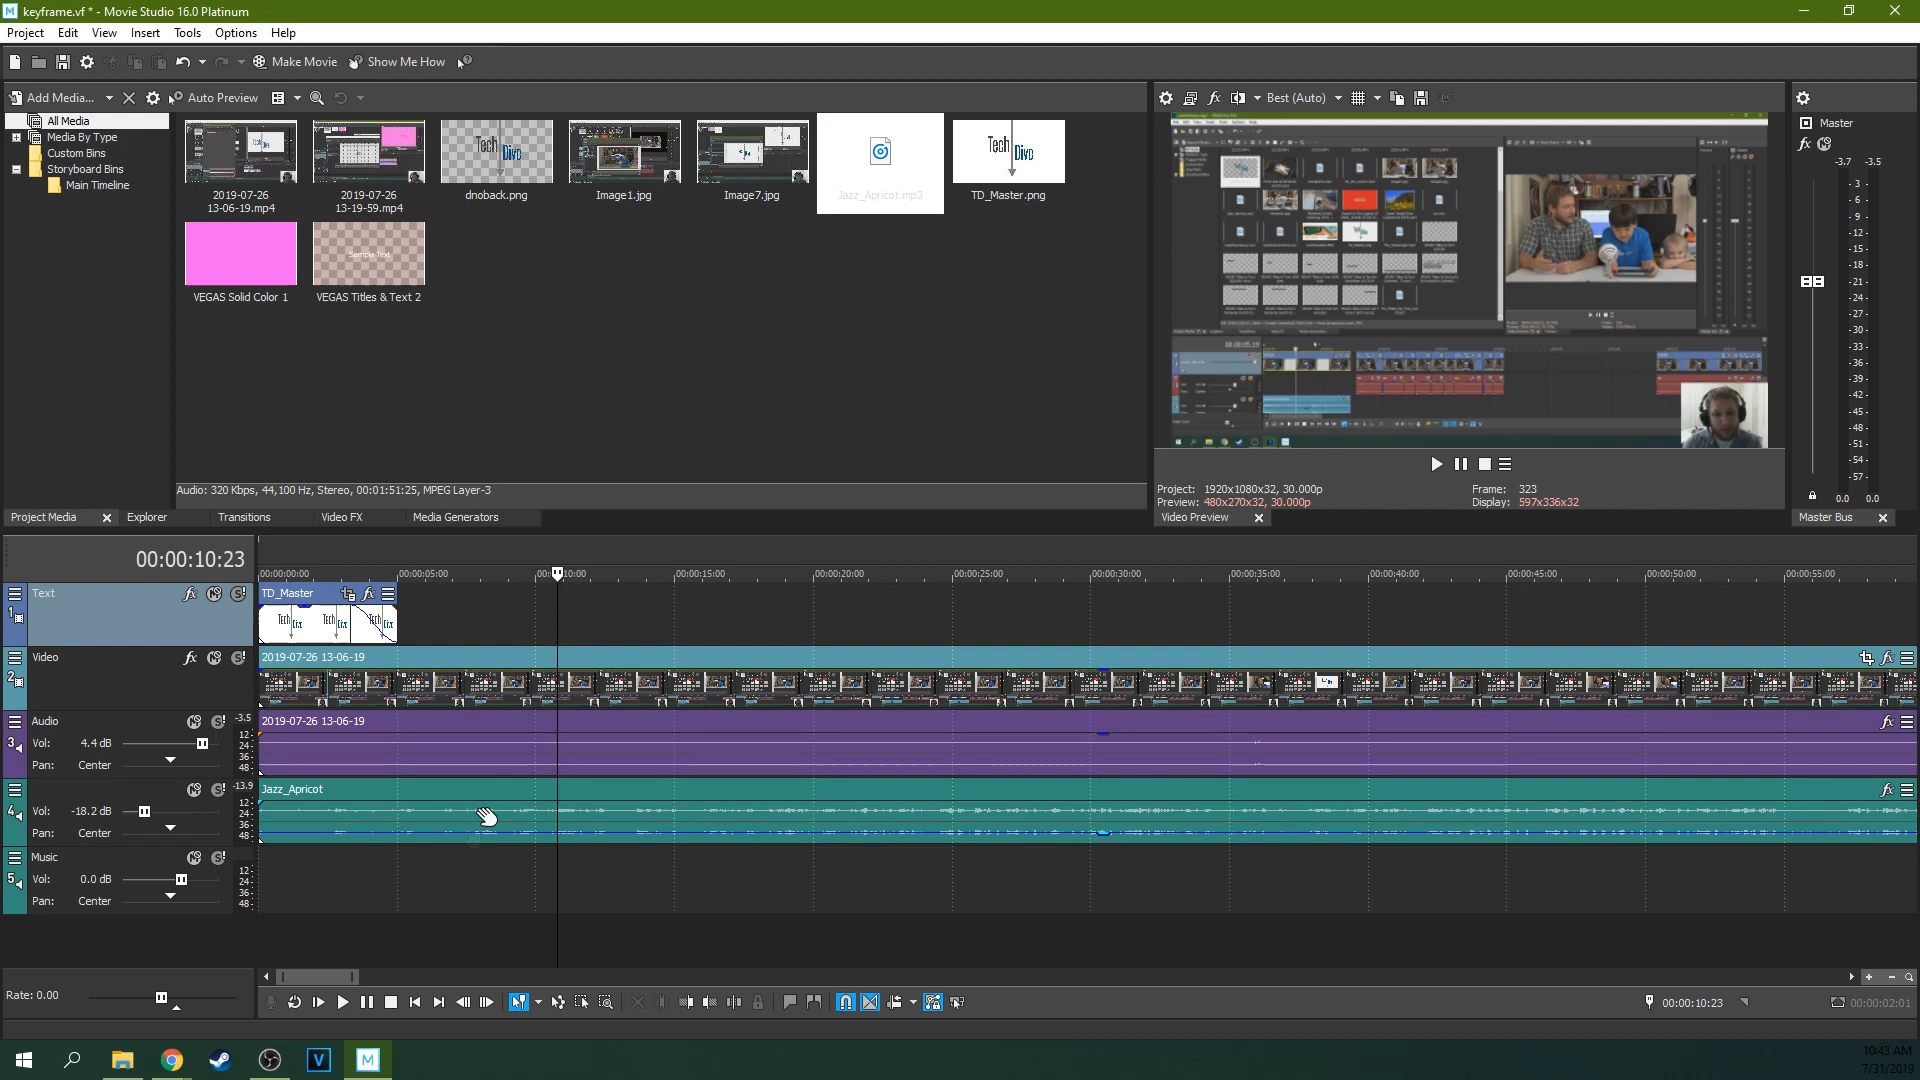 keyframe.vf * - Movie Studio 16.0 Platinum
Project Edit View Insert Tools Options Help
Make Movie Show Me How
Add Media... Auto Preview
Best (Auto)
All Media
Media By Type
Custom Bins
Storyboard Bins
Main Timeline
2019-07-26 13-06-19.mp4
2019-07-26 13-19-59.mp4
dnoback.png
Image1.jpg
Image7.jpg
Jazz_Apricot.mp3
TD_Master.png
Tech Dive
Tech Dive
Sample Text
VEGAS Solid Color 1
VEGAS Titles & Text 2
Audio: 320 Kbps, 44,100 Hz, Stereo, 00:01:51:25, MPEG Layer-3
Project Media Explorer Transitions Video FX Media Generators
Project: 1920x1080x32, 30.000p
Preview: 480x270x32, 30.000p
Frame: 323
Display: 597x336x32
Video Preview
Master
-3.7 -3.5
- 3 -
- 6 -
- 9 -
- 12 -
- 15 -
- 18 -
- 21 -
- 24 -
- 27 -
- 30 -
- 33 -
- 36 -
- 39 -
- 42 -
- 45 -
- 48 -
- 51 -
- 54 -
- 57 -
0.0 0.0
Master Bus
00:00:10:23
00:00:00:00 00:00:05:00 00:00:10:00 00:00:15:00 00:00:20:00 00:00:25:00 00:00:30:00 00:00:35:00 00:00:40:00 00:00:45:00 00:00:50:00 00:00:55:00
1 Text
TD_Master
2 Video
2019-07-26 13-06-19
3 Audio
-3.5
Vol: 4.4 dB
Pan: Center
12
24
36
48
2019-07-26 13-06-19
4
-13.9
Vol: -18.2 dB
Pan: Center
12
24
36
48
Jazz_Apricot
5 Music
Vol: 0.0 dB
Pan: Center
12
24
36
48
Rate: 0.00
00:00:10:23
00:00:02:01
10:43 AM
7/31/2019